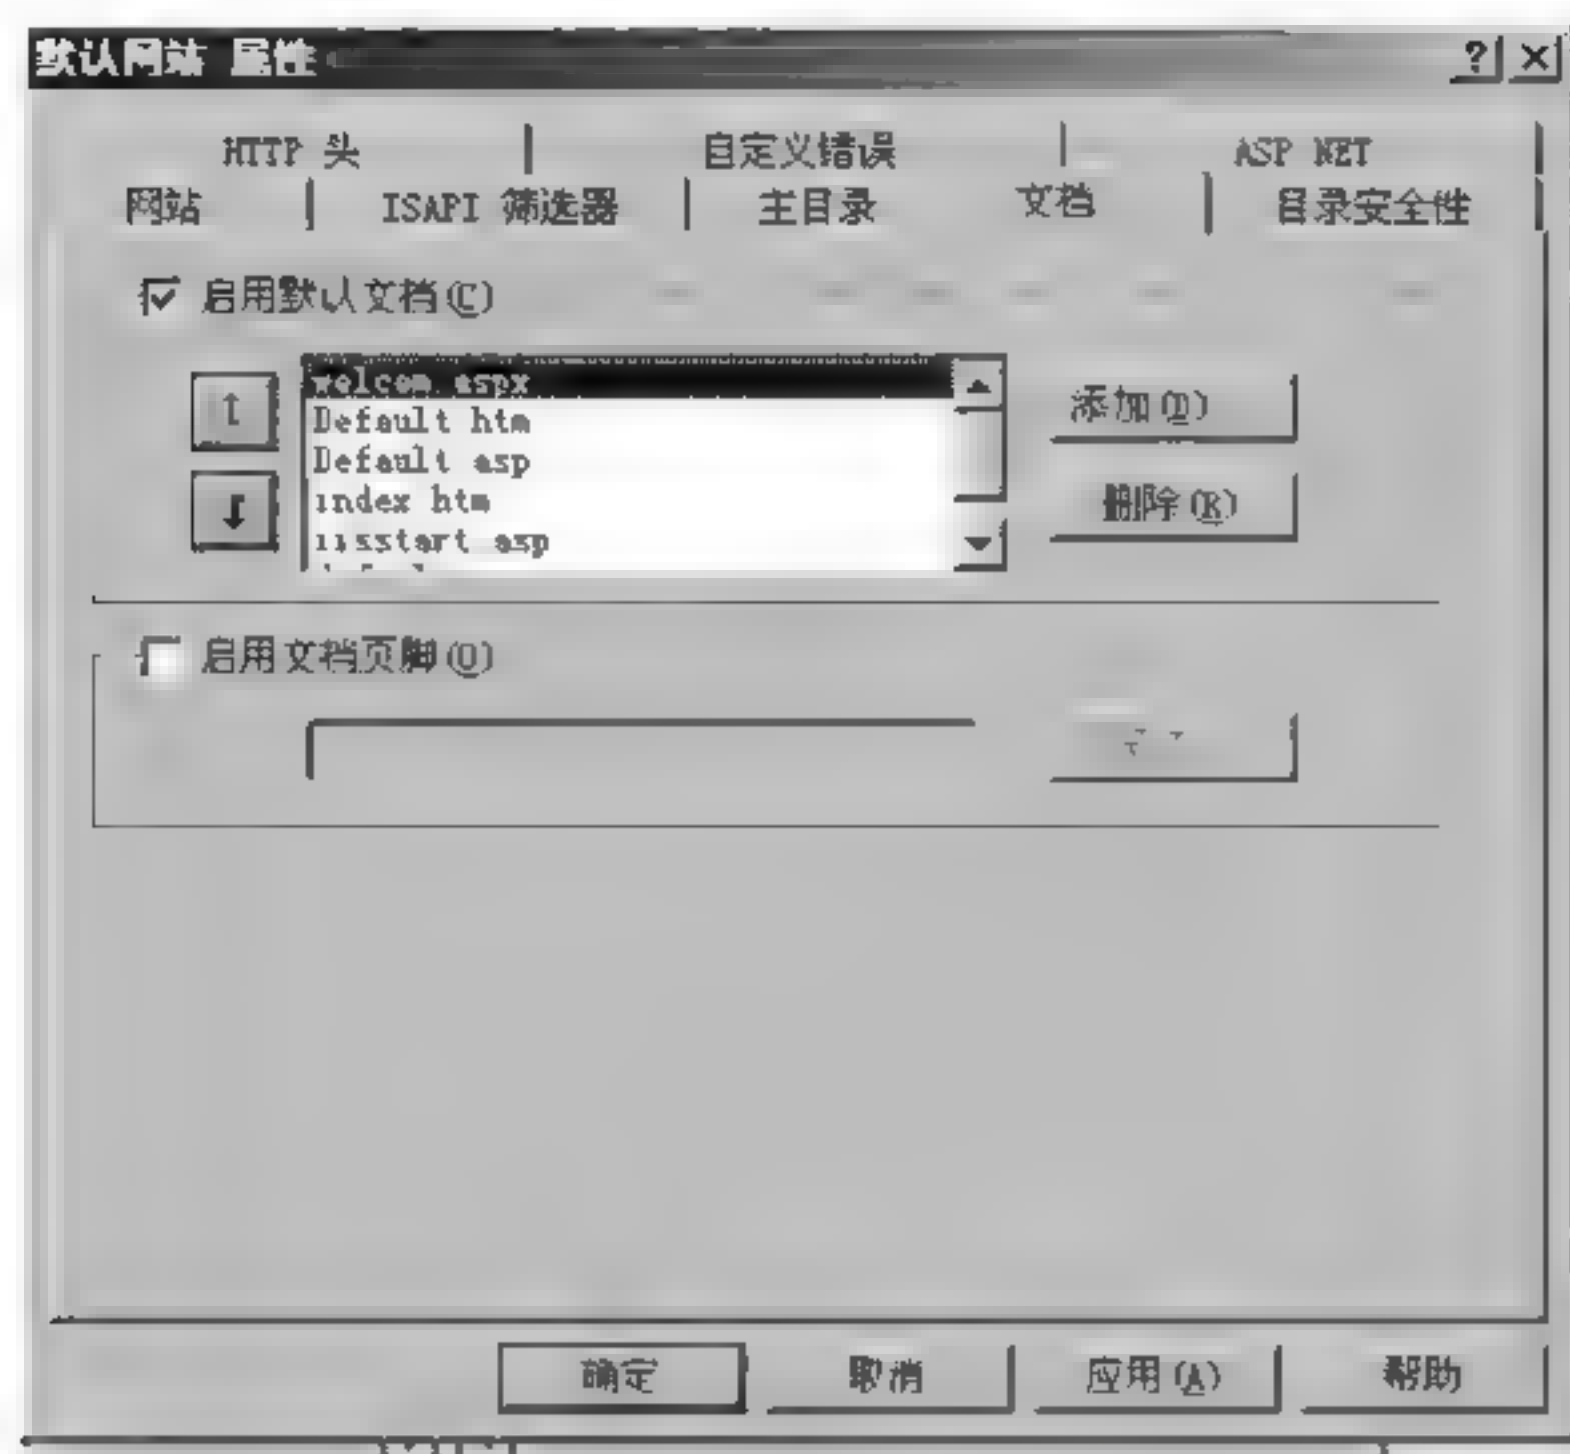 默认网站 属性
HTTP 头 自定义错误 ASP NET
网站 ISAPI 筛选器 主目录 文档 目录安全性
启用默认文档(C)
welcom.aspx
Default htm
Default asp
index htm
iisstart asp
添加(D)
删除(R)
启用文档页脚(O)
确定 取消 应用(A) 帮助